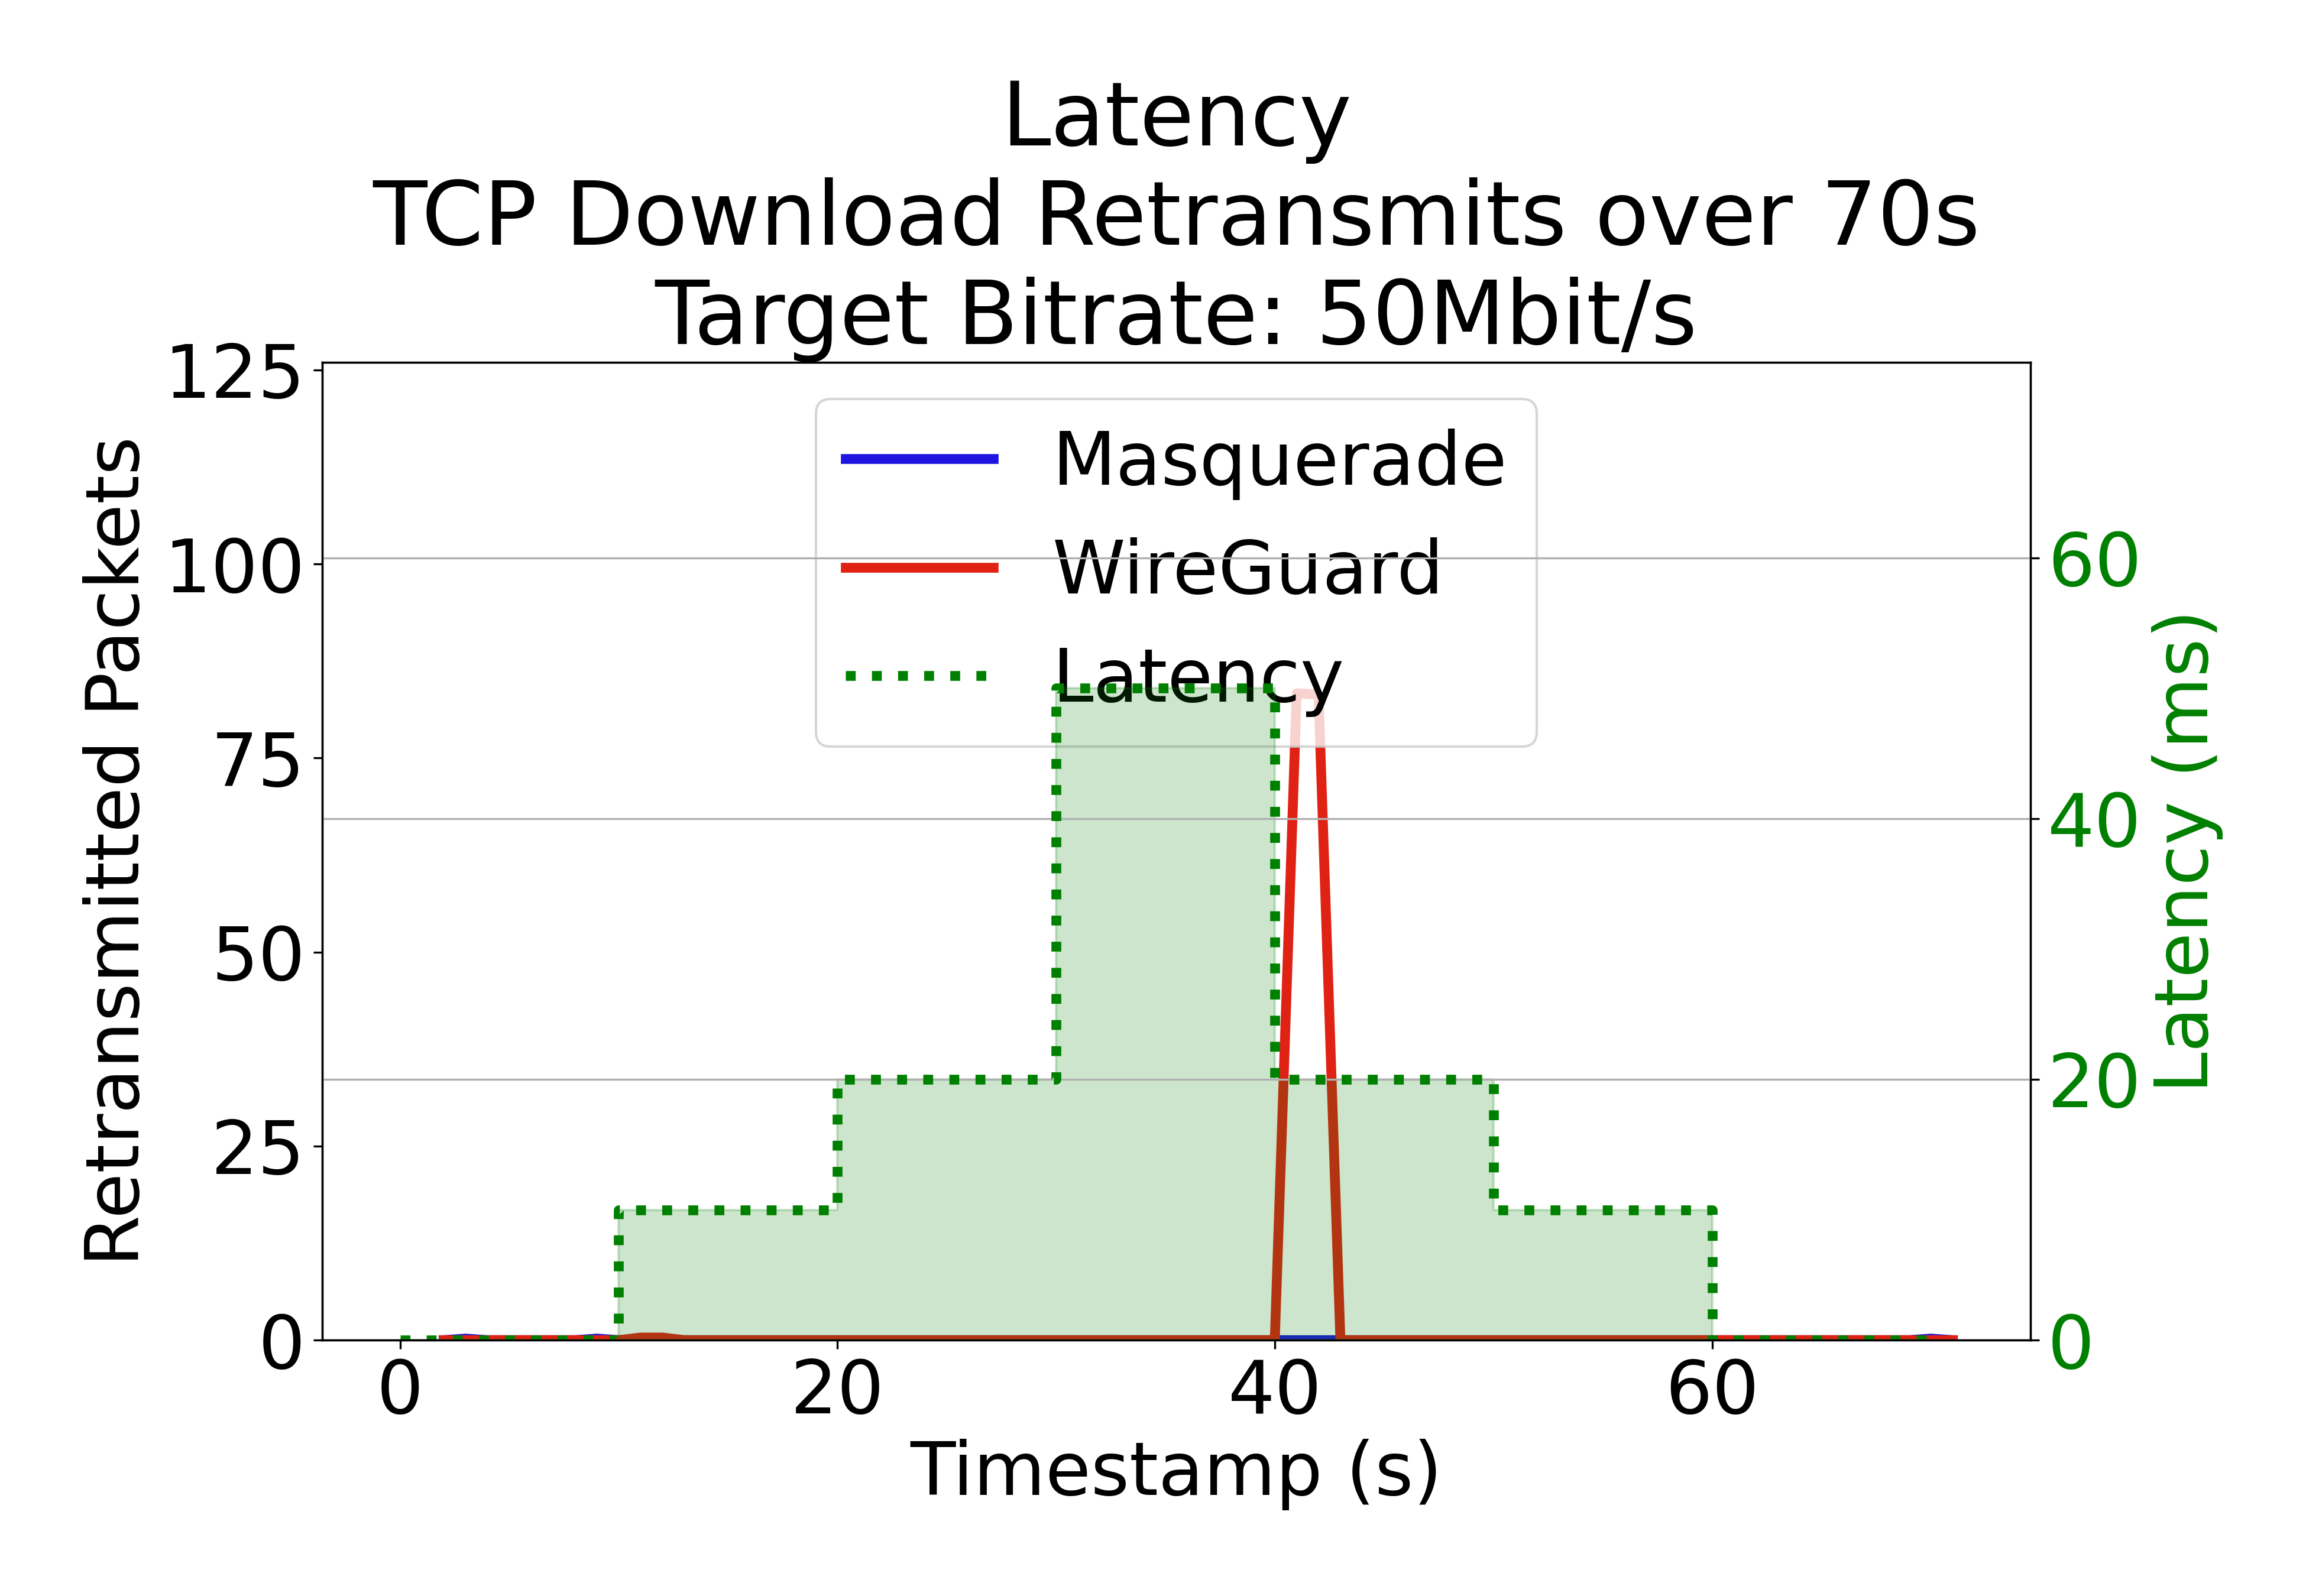 Latency
TCP Download Retransmits over 70s
Target Bitrate: 50Mbit/s
Retransmitted Packets
125
100
75
50
25
0
Masquerade
WireGuard
Latency
60
40
20
0
Latency (ms)
0 20 40 60
Timestamp (s)